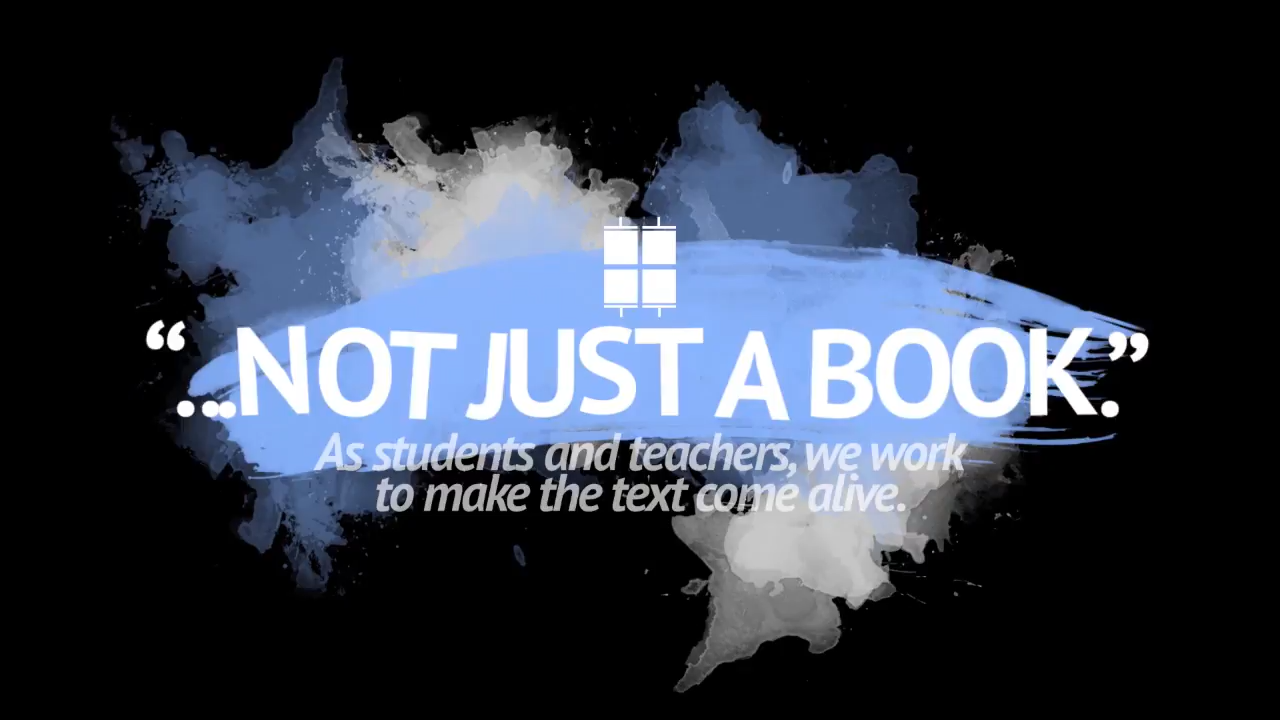 “...NOT JUST A BOOK.”
As students and teachers, we work
to make the text come alive.